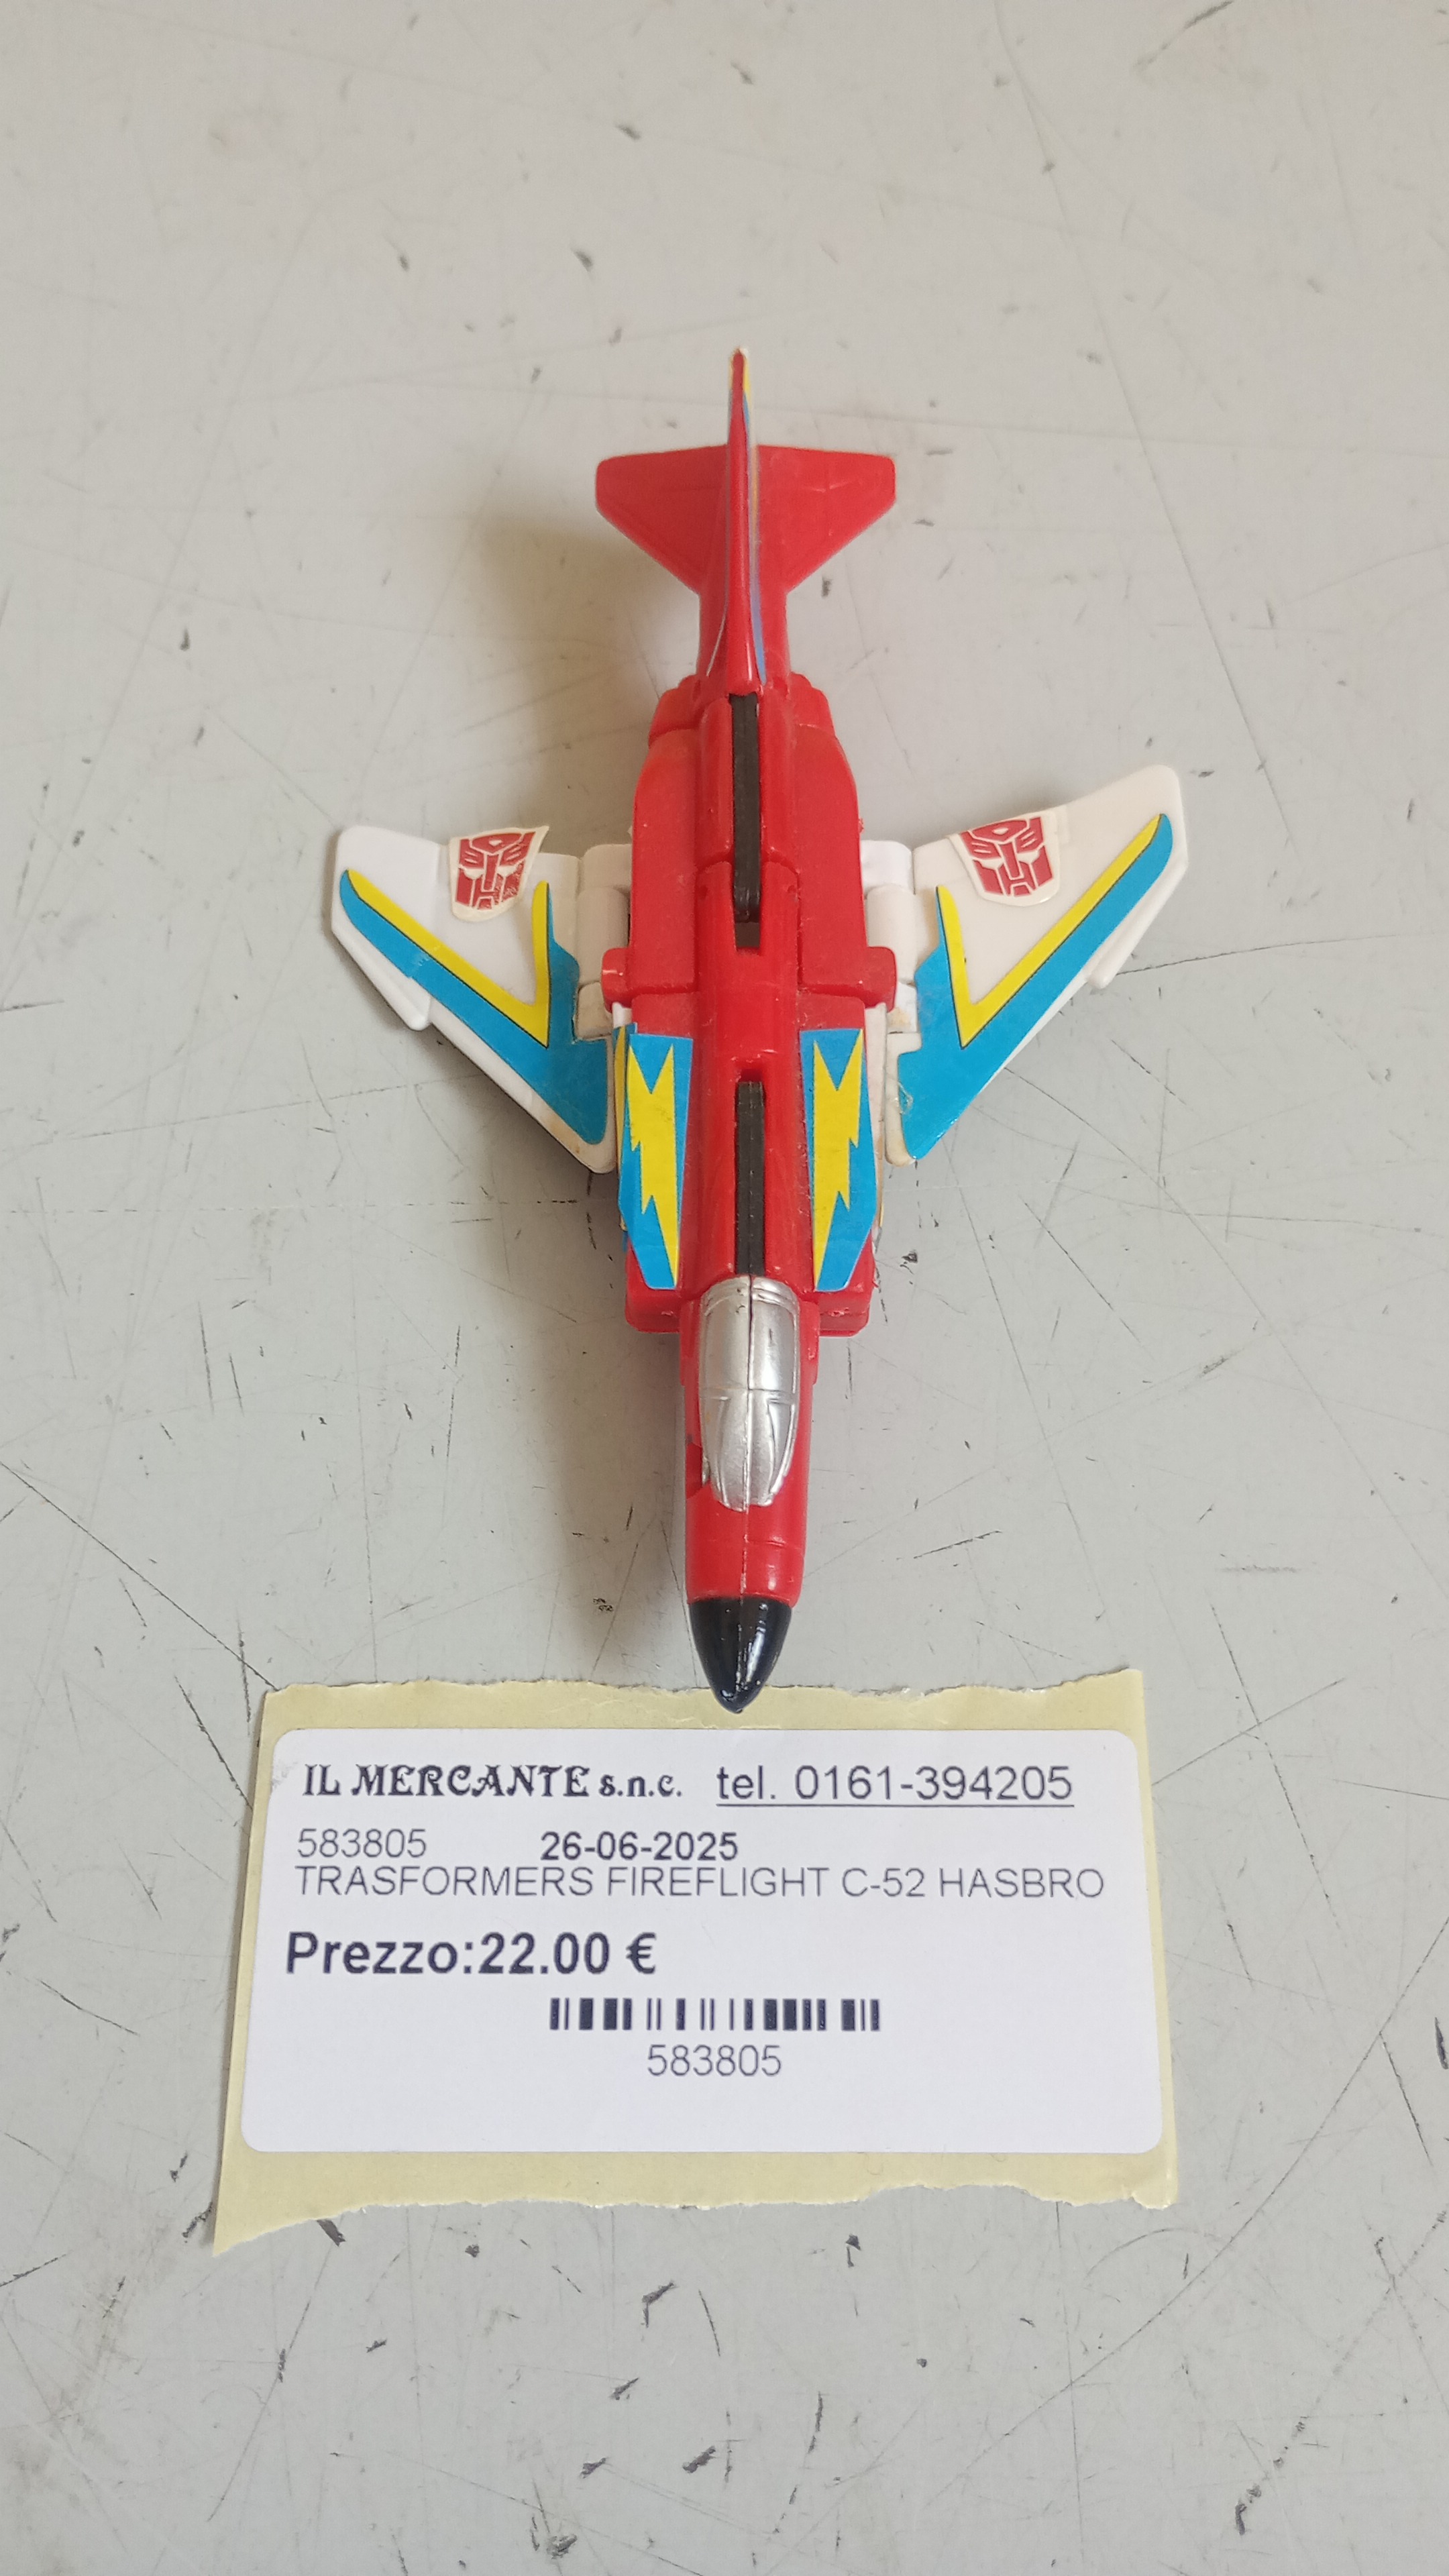 IL MERCANTE s.n.c. tel. 0161-394205
583805 26-06-2025
TRASFORMERS FIREFLIGHT C-52 HASBRO
Prezzo:22.00 €
583805